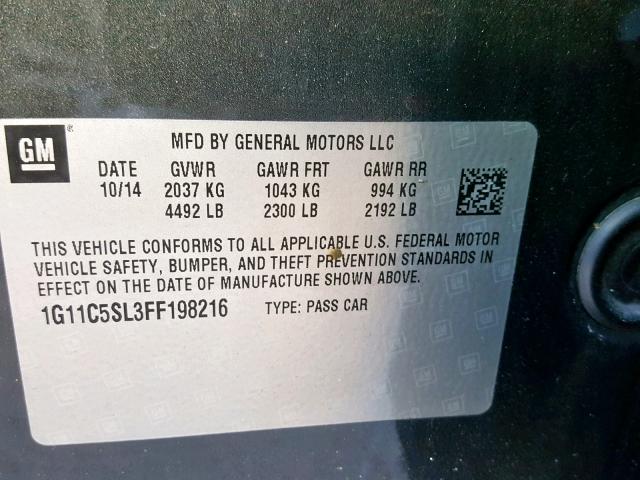 GM
MFD BY GENERAL MOTORS LLC
DATE GVWR GAWR FRT GAWR RR
10/14 2037 KG 1043 KG 994 KG
4492 LB 2300 LB 2192 LB
THIS VEHICLE CONFORMS TO ALL APPLICABLE U.S. FEDERAL MOTOR
VEHICLE SAFETY, BUMPER, AND THEFT PREVENTION STANDARDS IN
EFFECT ON THE DATE OF MANUFACTURE SHOWN ABOVE.
1G11C5SL3FF198216 TYPE: PASS CAR